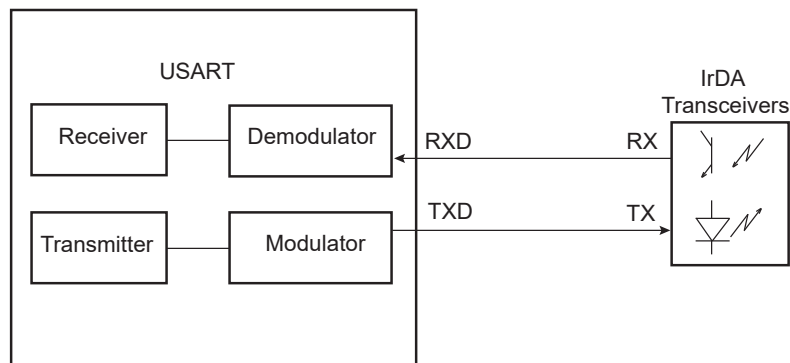 USART
IrDA
Transceivers
Receiver
Demodulator
RXD
RX
Transmitter
Modulator
TXD
TX